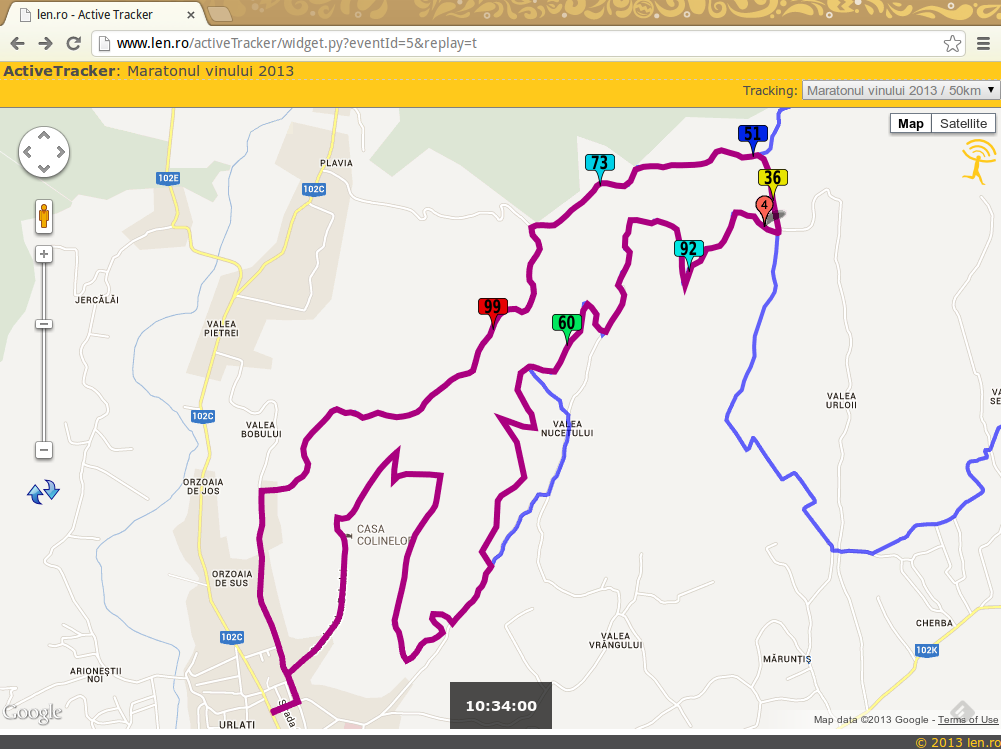 len.ro - Active Tracker
www.len.ro/activeTracker/widget.py?eventId=5&replay=t
ActiveTracker: Maratonul vinului 2013
Tracking: Maratonul vinului 2013 / 50km
Map Satellite
51
PLAVIA
73
102E
36
102C
4
92
JERCĂLĂI
99
60
VALEA
PIETREI
VALEA
URLOII
102C
VALEA
BOBULUI
VALEA
NUCETULUI
ORZOAIA
DE JOS
CASA
COLINELOR
ORZOAIA
DE SUS
CHERBA
102C
VALEA
VRÂNGULUI
102K
MĂRUNȚIȘ
ARIONEȘTII
NOI
Strada
10:34:00
Google
URLATI
Map data ©2013 Google - Terms of Use
© 2013 len.ro